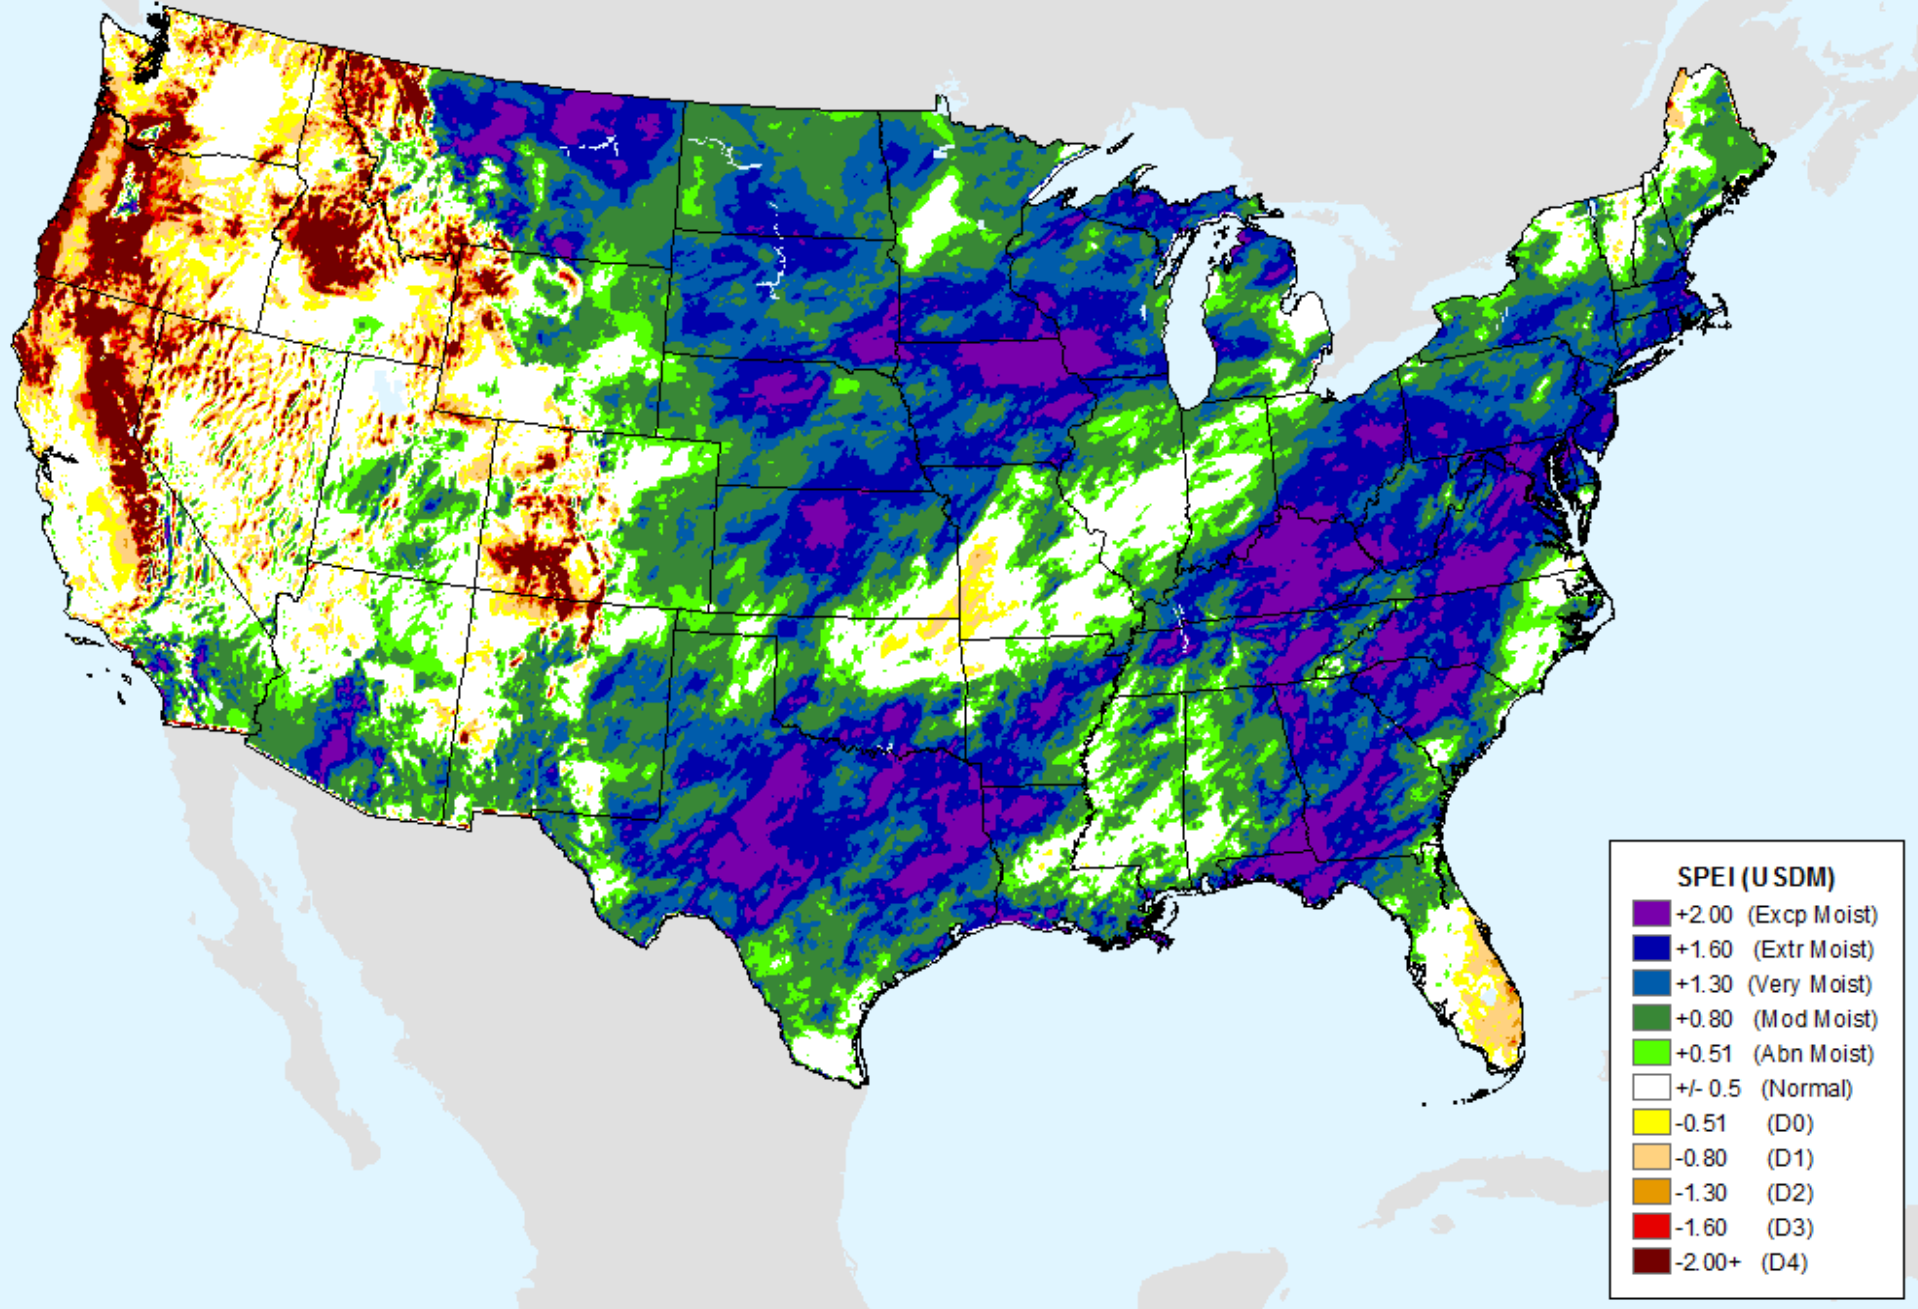 SPEI (USDM)
+2.00 (Excp Moist)
+1.60 (Extr Moist)
+1.30 (Very Moist)
+0.80 (Mod Moist)
+0.51 (Abn Moist)
+/- 0.5 (Normal)
-0.51 (D0)
-0.80 (D1)
-1.30 (D2)
-1.60 (D3)
-2.00+ (D4)